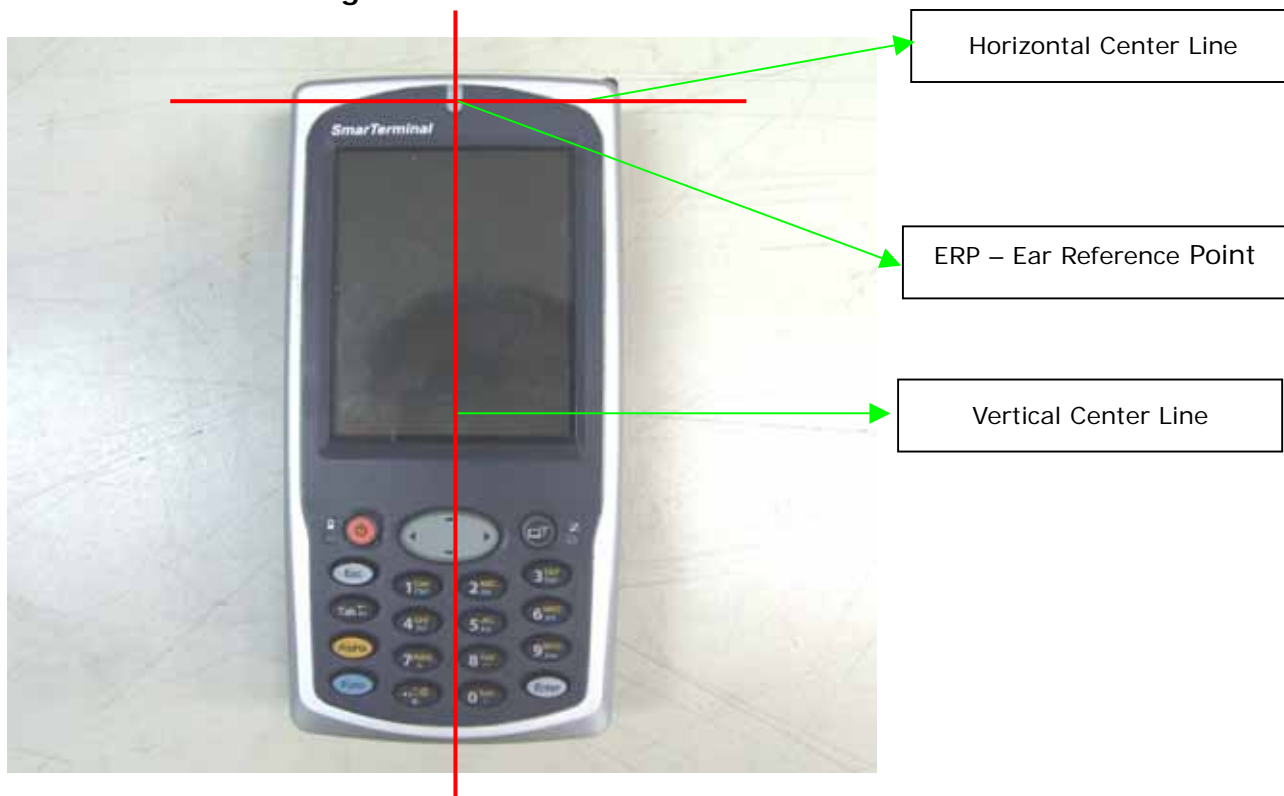 Horizontal Center Line
SmarTerminal
ERP – Ear Reference Point
Vertical Center Line
Esc
1
2
3
Tab
4
5
6
Alpha
7
8
9
Func
0
Enter